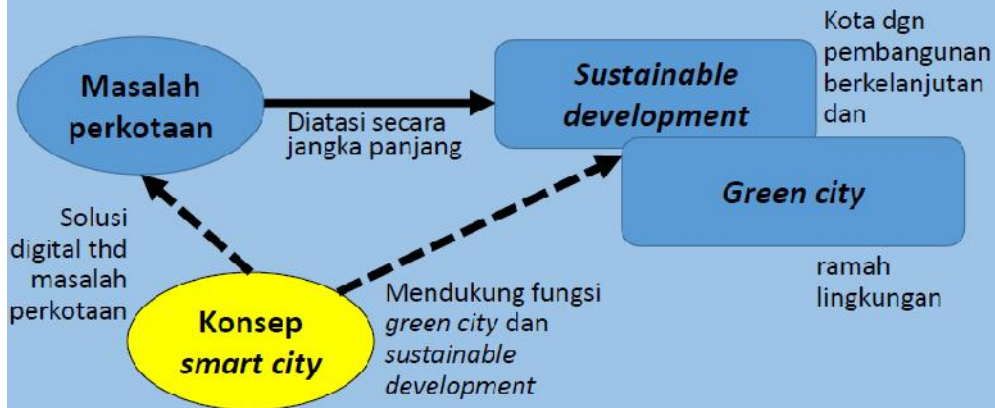 Masalah
perkotaan
Diatasi secara
jangka panjang
Sustainable
development
Kota dgn
pembangunan
berkelanjutan
dan
Green city
ramah
lingkungan
Solusi
digital thd
masalah
perkotaan
Konsep
smart city
Mendukung fungsi
green city dan
sustainable
development